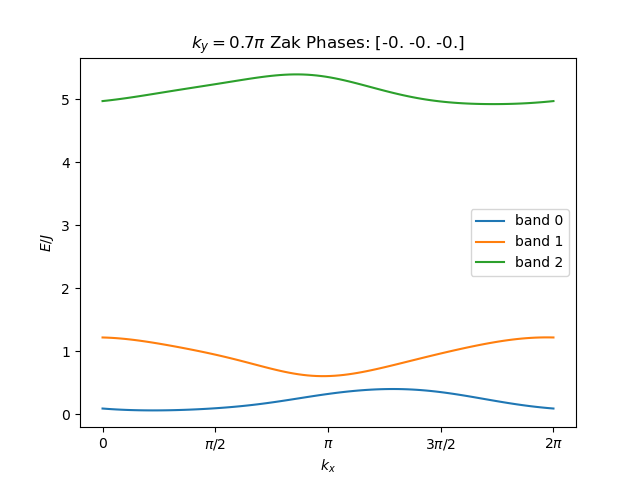 k_y = 0.7π Zak Phases: [-0. -0. -0.]
5
4
3
2
1
0
E/J
band 0
band 1
band 2
0
π/2
π
3π/2
2π
k_x